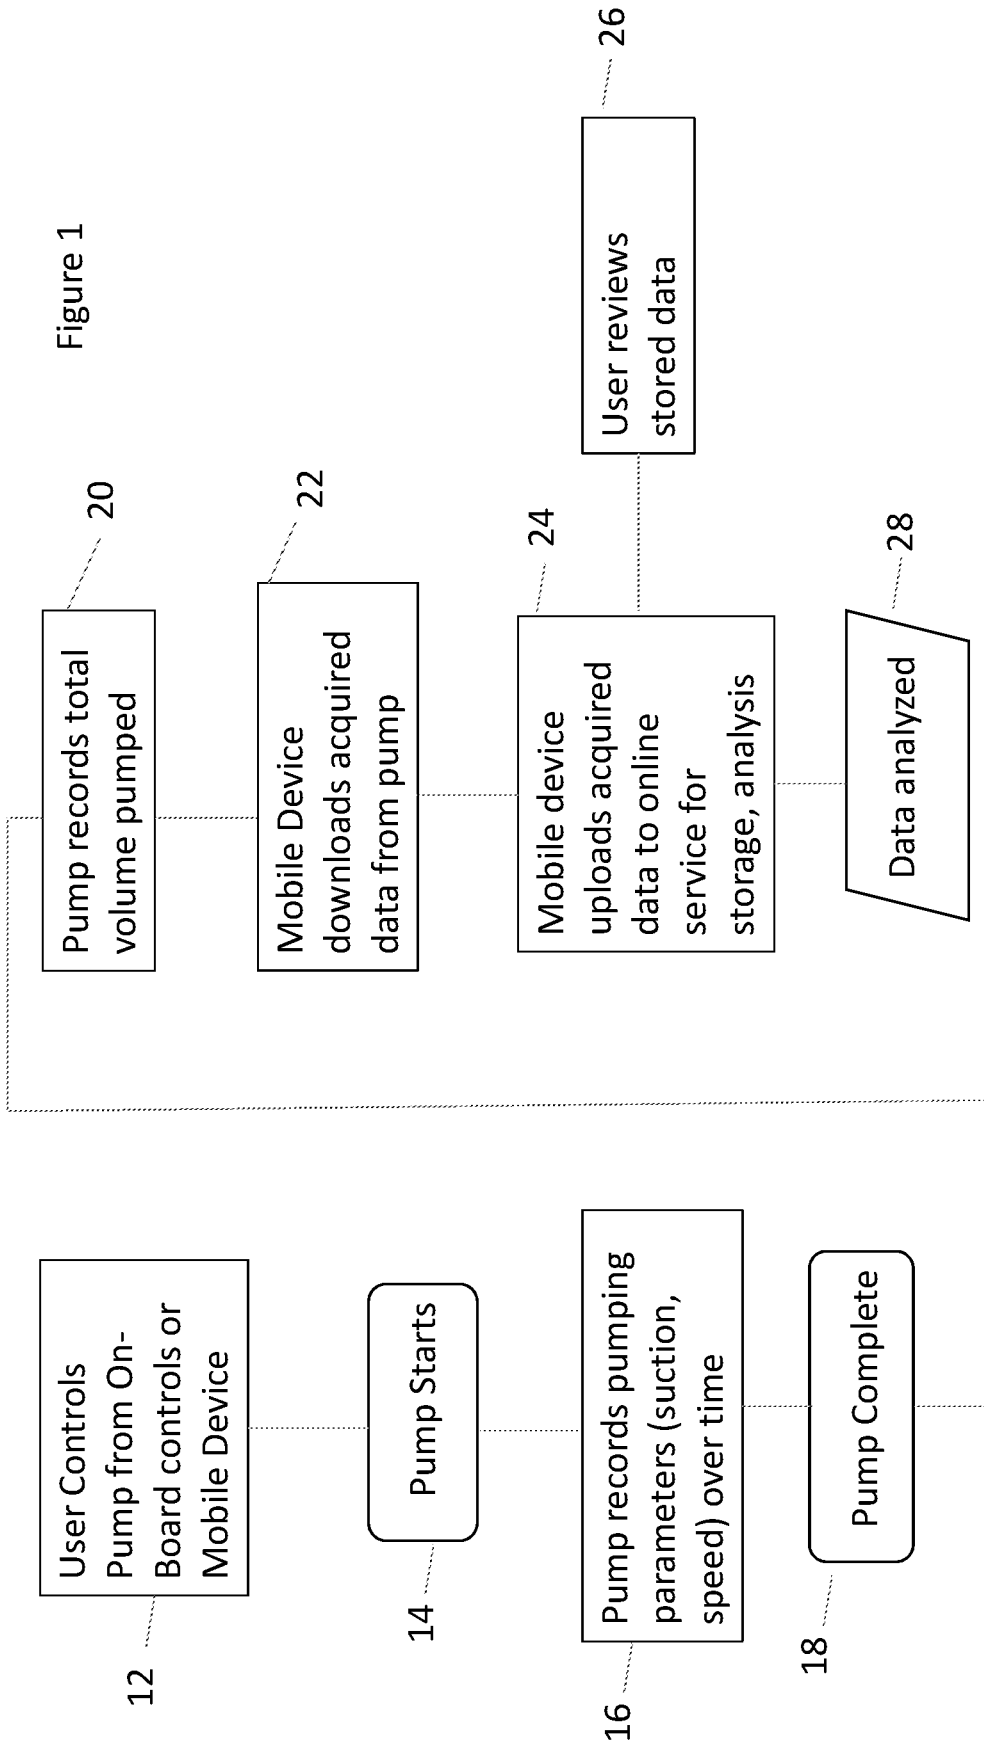 Figure 1
User Controls
Pump from On-
Board controls or
Mobile Device
12
Pump Starts
14
Pump records pumping
parameters (suction,
speed) over time
16
Pump Complete
18
Pump records total
volume pumped
20
Mobile Device
downloads acquired
data from pump
22
Mobile device
uploads acquired
data to online
service for
storage, analysis
24
User reviews
stored data
26
Data analyzed
28